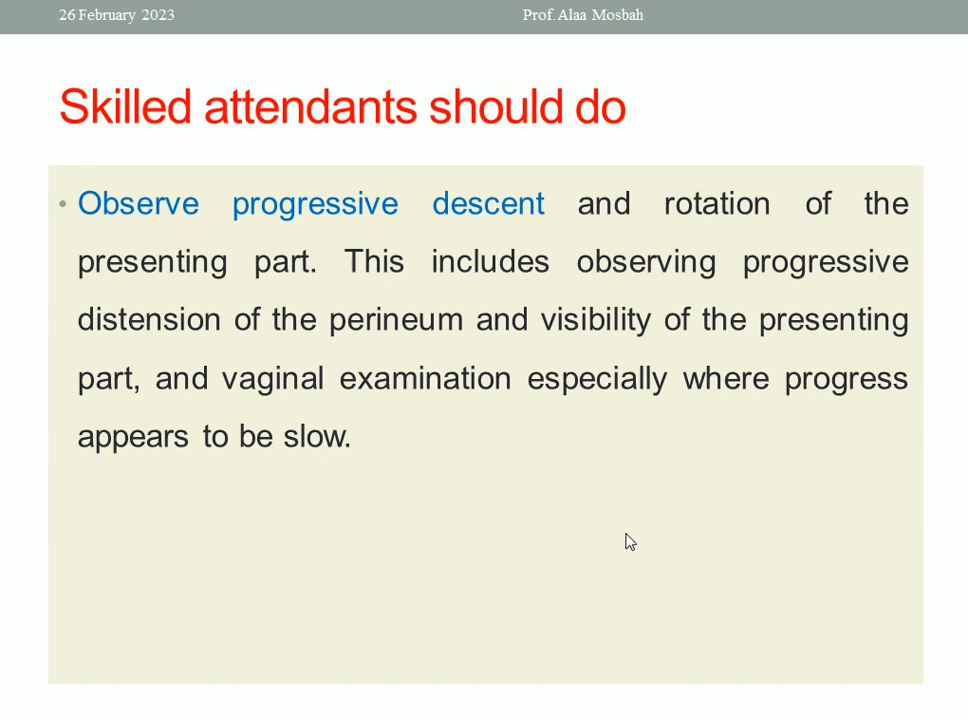 26 February 2023
Prof. Alaa Mosbah
Skilled attendants should do
• Observe progressive descent and rotation of the
presenting part. This includes observing progressive
distension of the perineum and visibility of the presenting
part, and vaginal examination especially where progress
appears to be slow.